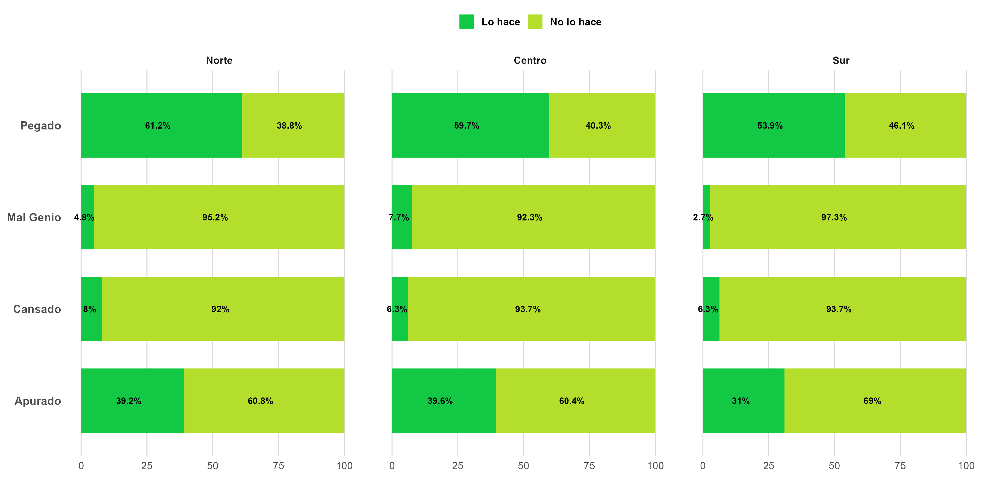 Lo hace No lo hace
Norte Centro Sur
Pegado 61.2% 38.8% 59.7% 40.3% 53.9% 46.1%
Mal Genio 4.8% 95.2% 7.7% 92.3% 2.7% 97.3%
Cansado 8% 92% 6.3% 93.7% 6.3% 93.7%
Apurado 39.2% 60.8% 39.6% 60.4% 31% 69%
0 25 50 75 100 0 25 50 75 100 0 25 50 75 100